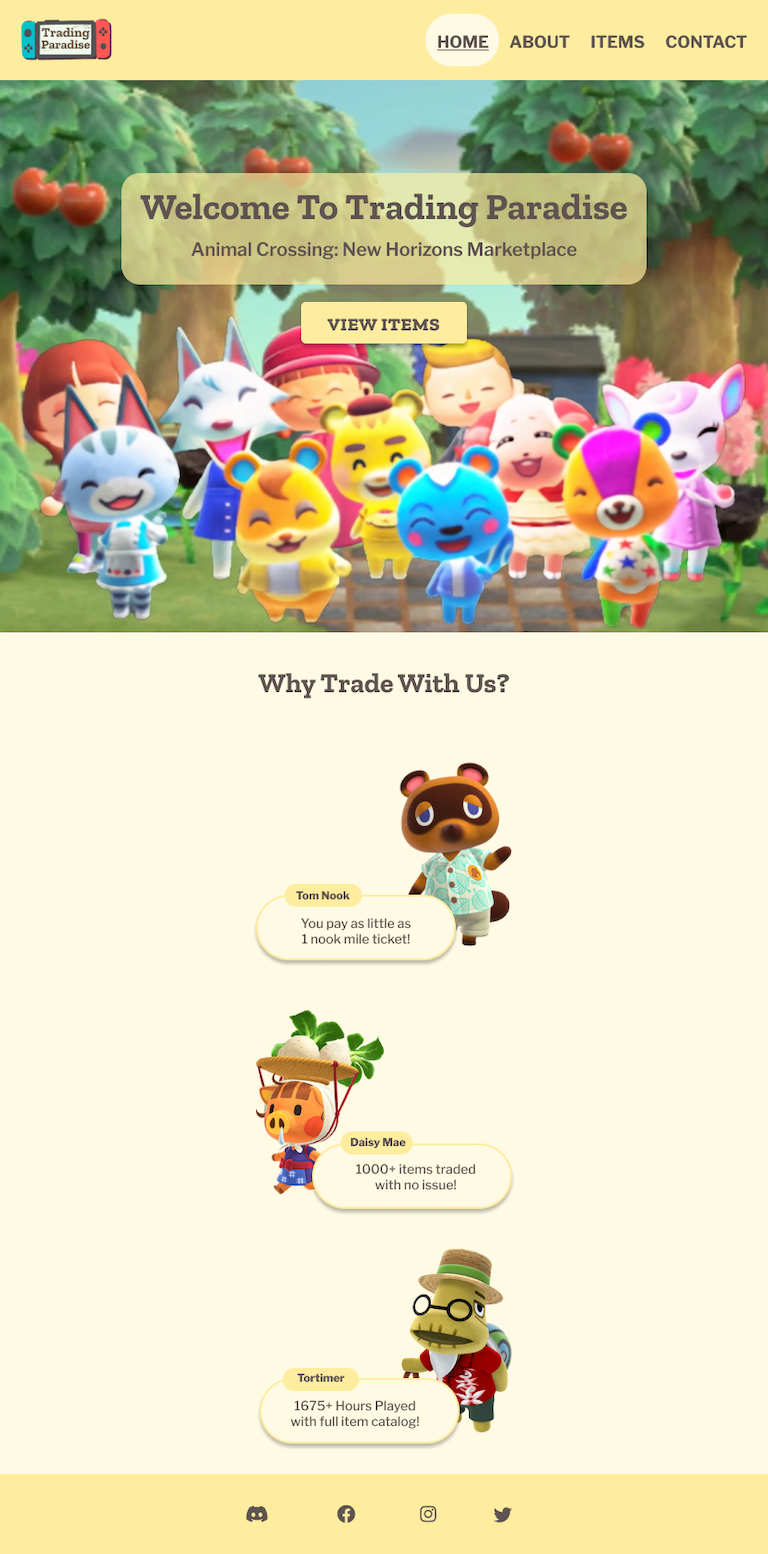 Trading
Paradise
HOME ABOUT ITEMS CONTACT
Welcome To Trading Paradise
Animal Crossing: New Horizons Marketplace
VIEW ITEMS
Why Trade With Us?
Tom Nook
You pay as little as
1 nook mile ticket!
Daisy Mae
1000+ items traded
with no issue!
Tortimer
1675+ Hours Played
with full item catalog!